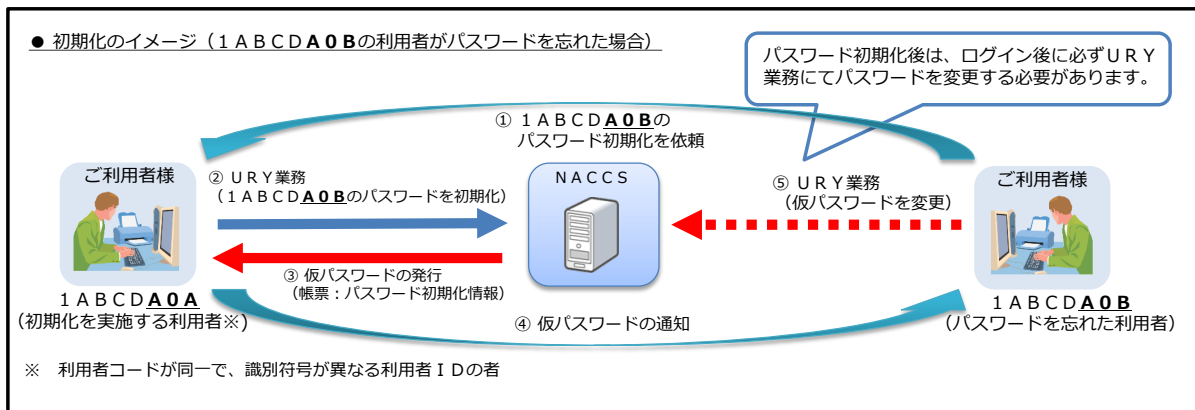 ● 初期化のイメージ（１ＡＢＣＤＡ０Ｂの利用者がパスワードを忘れた場合）
パスワード初期化後は、ログイン後に必ずＵＲＹ
業務にてパスワードを変更する必要があります。
① １ＡＢＣＤＡ０Ｂの
パスワード初期化を依頼
ご利用者様
② ＵＲＹ業務
（１ＡＢＣＤＡ０Ｂのパスワードを初期化）
ＮＡＣＣＳ
⑤ ＵＲＹ業務
（仮パスワードを変更）
ご利用者様
③ 仮パスワードの発行
（帳票：パスワード初期化情報）
１ＡＢＣＤＡ０Ａ
（初期化を実施する利用者※）
④ 仮パスワードの通知
１ＡＢＣＤＡ０Ｂ
（パスワードを忘れた利用者）
※　利用者コードが同一で、識別符号が異なる利用者ＩＤの者